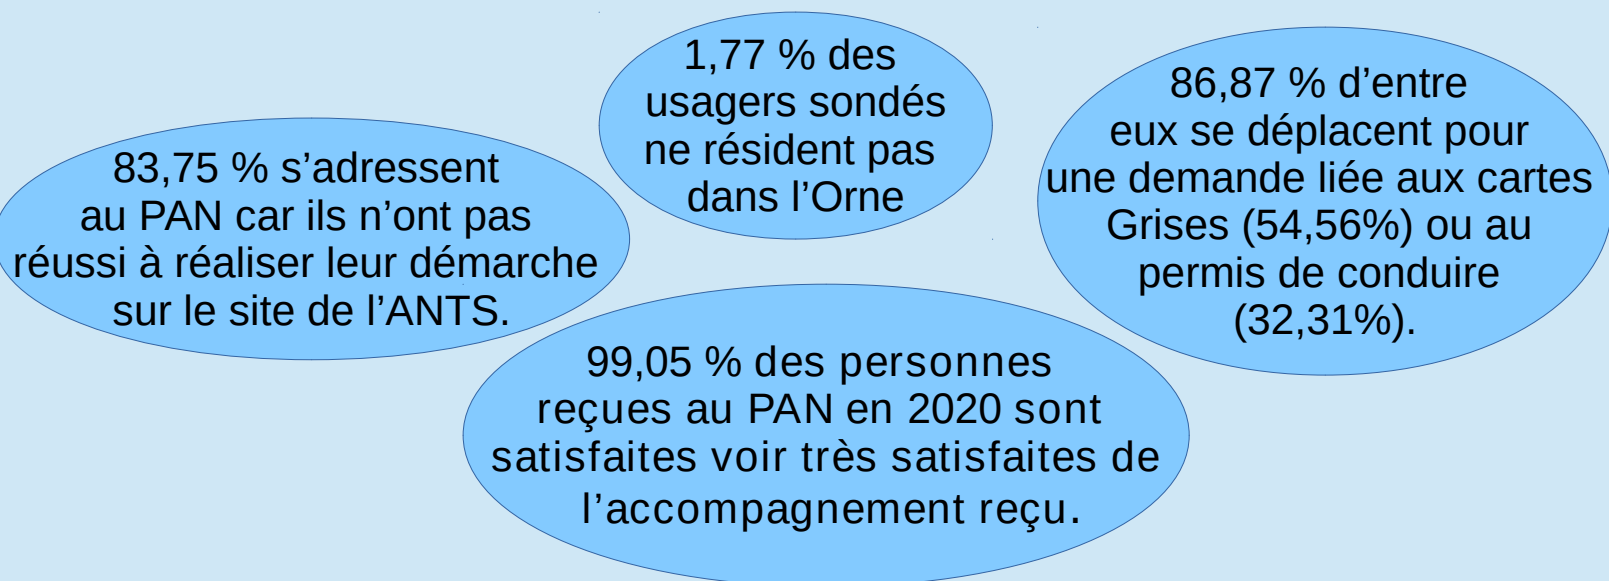 1,77 % des
usagers sondés
ne résident pas
dans l’Orne
86,87 % d’entre
eux se déplacent pour
une demande liée aux cartes
Grises (54,56%) ou au
permis de conduire
(32,31%).
83,75 % s’adressent
au PAN car ils n’ont pas
réussi à réaliser leur démarche
sur le site de l’ANTS.
99,05 % des personnes
reçues au PAN en 2020 sont
satisfaites voir très satisfaites de
l’accompagnement reçu.